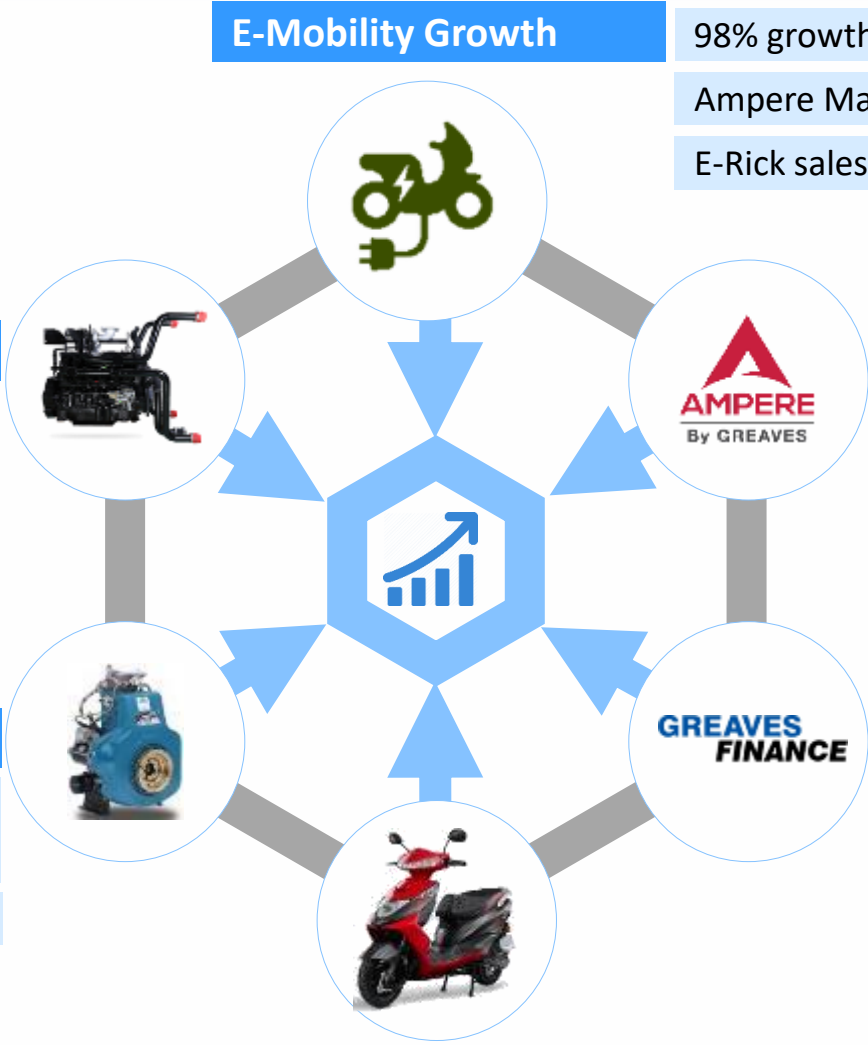 E-Mobility Growth
98% growth
Ampere Ma
E-Rick sales
AMPERE
By GREAVES
GREAVES
FINANCE